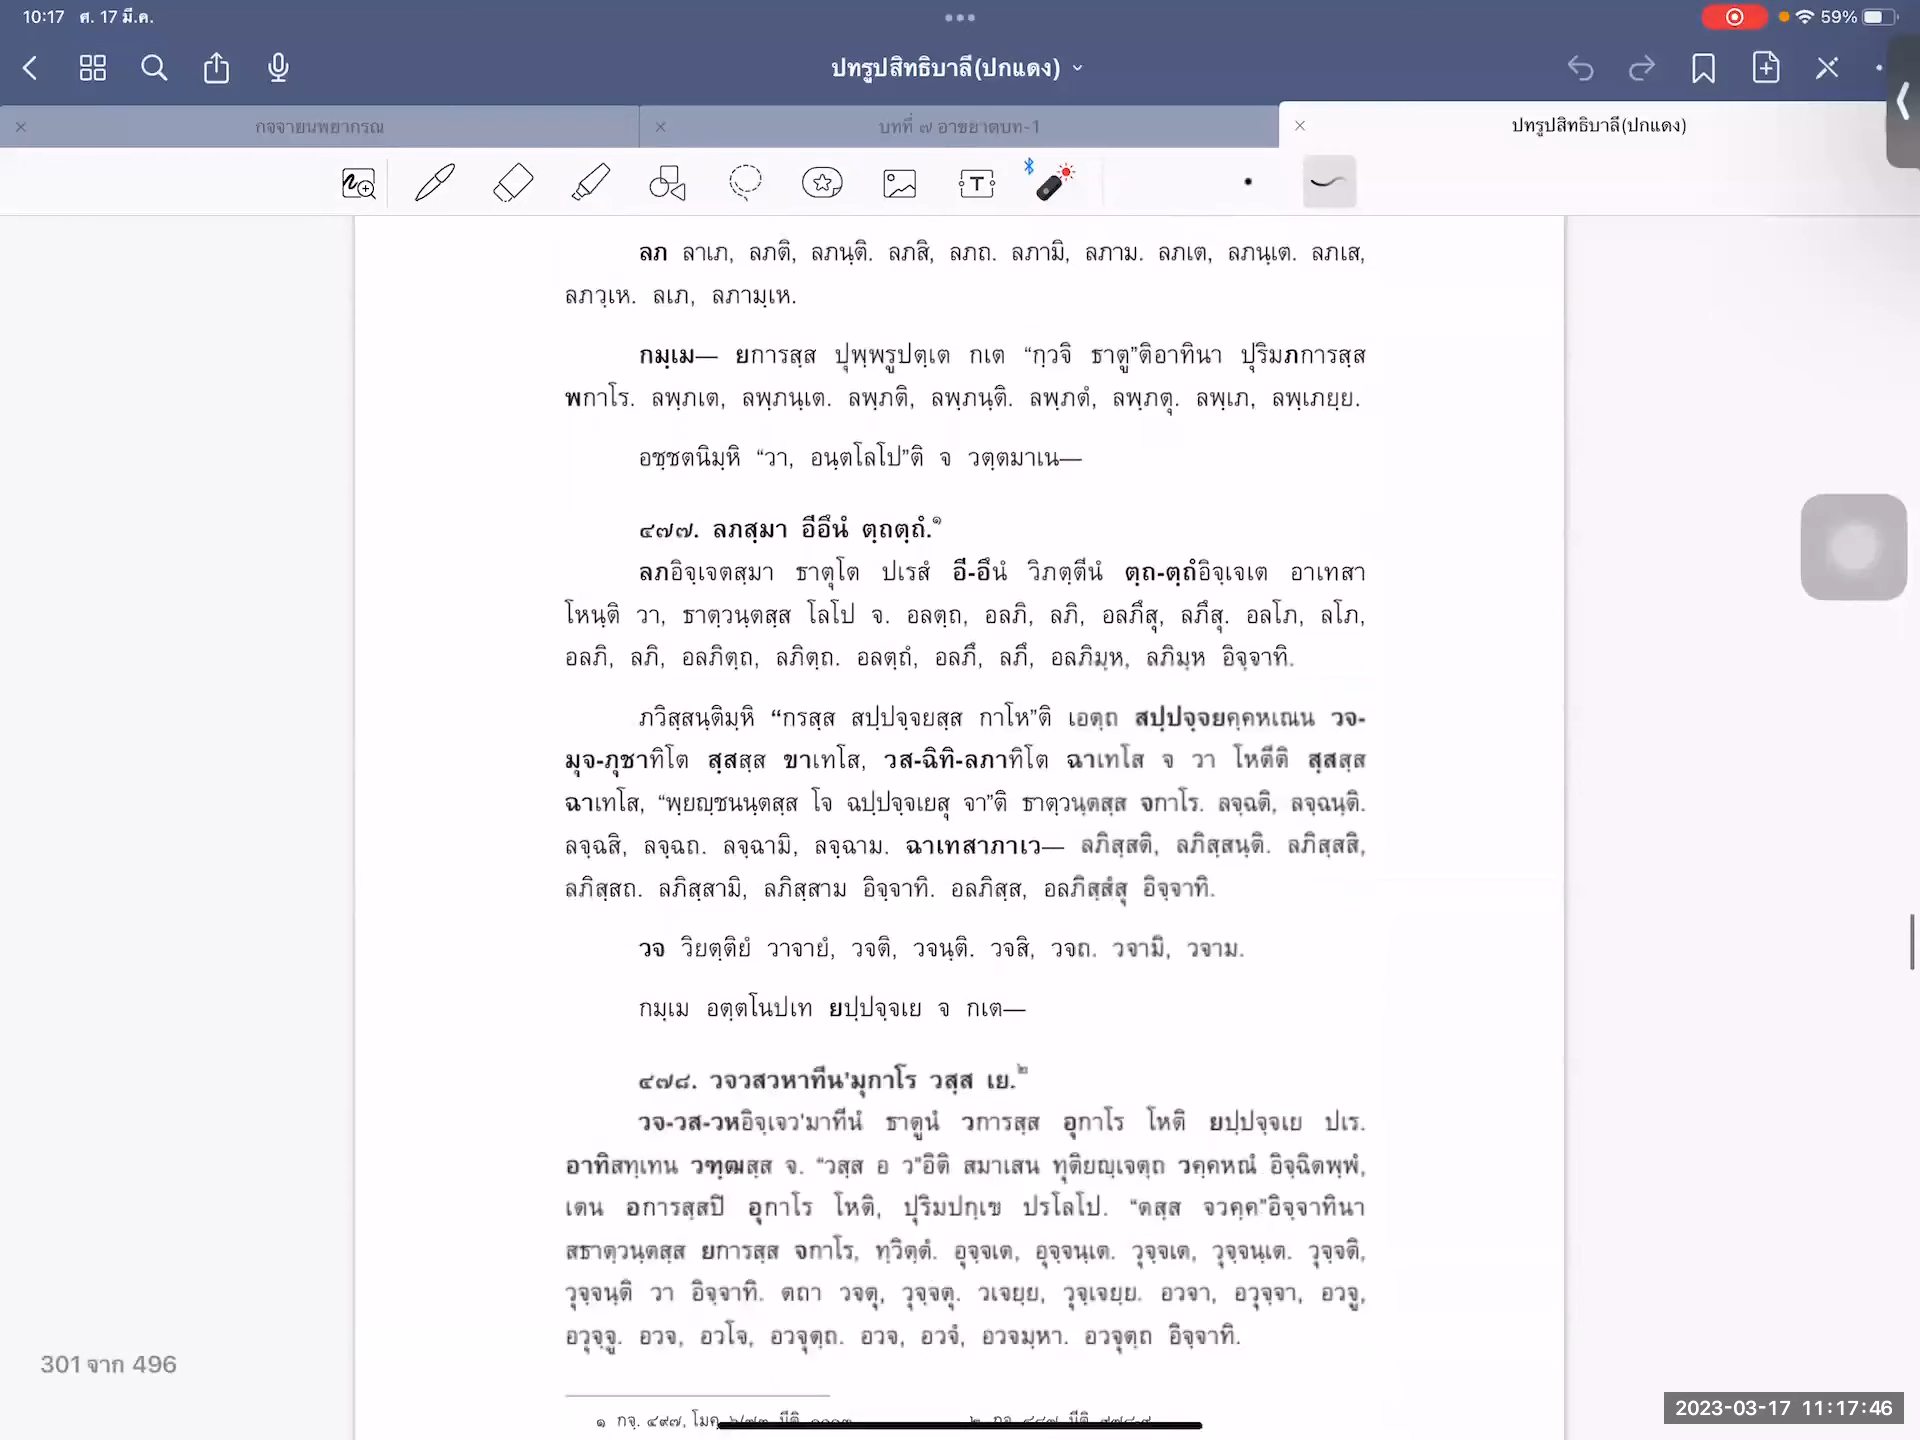 10:17 ศ. 17 มี.ค.
59%
ปทรูปสิทธิบาลี(ปกแดง)
กจจายนพยากรณ
บทที่ ๗ อาขยาตบท-1
ปทรูปสิทธิบาลี(ปกแดง)
ลภ ลาเภ, ลภติ, ลภนฺติ. ลภสิ, ลภถ. ลภามิ, ลภาม. ลภเต, ลภนฺเต. ลภเส,
ลภวฺเห. ลเภ, ลภามฺเห.
กมฺเม— ยการสฺส ปุพฺพรูปตฺเต กเต “กฺวจิ ธาตู”ติอาทินา ปุริมภการสฺส
พกาโร. ลพฺภเต, ลพฺภนฺเต. ลพฺภติ, ลพฺภนฺติ. ลพฺภตํ, ลพฺภตุ. ลพฺเภ, ลพฺเภยฺย.
อชฺชตนิมฺหิ “วา, อนฺตโลโป”ติ จ วตฺตมาเน—
๔๗๗. ลภสฺมา อีอึนํ ตฺถตฺถํ.๑
ลภอิจฺเจตสฺมา ธาตุโต ปเรสํ อี-อึนํ วิภตฺตีนํ ตฺถ-ตฺถํอิจฺเจเต อาเทสา
โหนฺติ วา, ธาตฺวนฺตสฺส โลโป จ. อลตฺถ, อลภิ, ลภิ, อลภึสุ, ลภึสุ. อลโภ, ลโภ,
อลภิ, ลภิ, อลภิตฺถ, ลภิตฺถ. อลตฺถํ, อลภึ, ลภึ, อลภิมฺห, ลภิมฺห อิจฺจาทิ.
ภวิสฺสนฺติมฺหิ “กรสฺส สปฺปจฺจยสฺส กาโห”ติ เอตฺถ สปฺปจฺจยคฺคหเณน วจ-
มุจ-ภุชาทิโต สฺสสฺส ขาเทโส, วส-ฉิทิ-ลภาทิโต ฉาเทโส จ วา โหตีติ สฺสสฺส
ฉาเทโส, “พฺยญฺชนนฺตสฺส โจ ฉปฺปจฺจเยสุ จา”ติ ธาตฺวนฺตสฺส จกาโร. ลจฺฉติ, ลจฺฉนฺติ.
ลจฺฉสิ, ลจฺฉถ. ลจฺฉามิ, ลจฺฉาม. ฉาเทสาภาเว— ลภิสฺสติ, ลภิสฺสนฺติ. ลภิสฺสสิ,
ลภิสฺสถ. ลภิสฺสามิ, ลภิสฺสาม อิจฺจาทิ. อลภิสฺส, อลภิสฺสํสุ อิจฺจาทิ.
วจ วิยตฺติยํ วาจายํ, วจติ, วจนฺติ. วจสิ, วจถ. วจามิ, วจาม.
กมฺเม อตฺตโนปเท ยปฺปจฺจเย จ กเต—
๔๗๘. วจวสวหาทีน'มุกาโร วสฺส เย.๒
วจ-วส-วหอิจฺเจว'มาทีนํ ธาตูนํ วการสฺส อุกาโร โหติ ยปฺปจฺจเย ปเร.
อาทิสทฺเทน วฑฺฒสฺส จ. “วสฺส อ ว”อิติ สมาเสน ทุติยญฺเจตฺถ วคฺคหณํ อิจฺฉิตพฺพํ,
เตน อการสฺสปิ อุกาโร โหติ, ปุริมปกฺเข ปรโลโป. “ตสฺส จวคฺค”อิจฺจาทินา
สธาตฺวนฺตสฺส ยการสฺส จกาโร, ทฺวิตฺตํ. อุจฺจเต, อุจฺจนฺเต. วุจฺจเต, วุจฺจนฺเต. วุจฺจติ,
วุจฺจนฺติ วา อิจฺจาทิ. ตถา วจตุ, วุจฺจตุ. วเจยฺย, วุจฺเจยฺย. อวจา, อวุจฺจา, อวจู,
อวุจฺจู. อวจ, อวโจ, อวจุตฺถ. อวจ, อวจํ, อวจมฺหา. อวจุตฺถ อิจฺจาทิ.
301 จาก 496
๑ กจฺ. ๔๙๗, โมค
2023-03-17 11:17:46